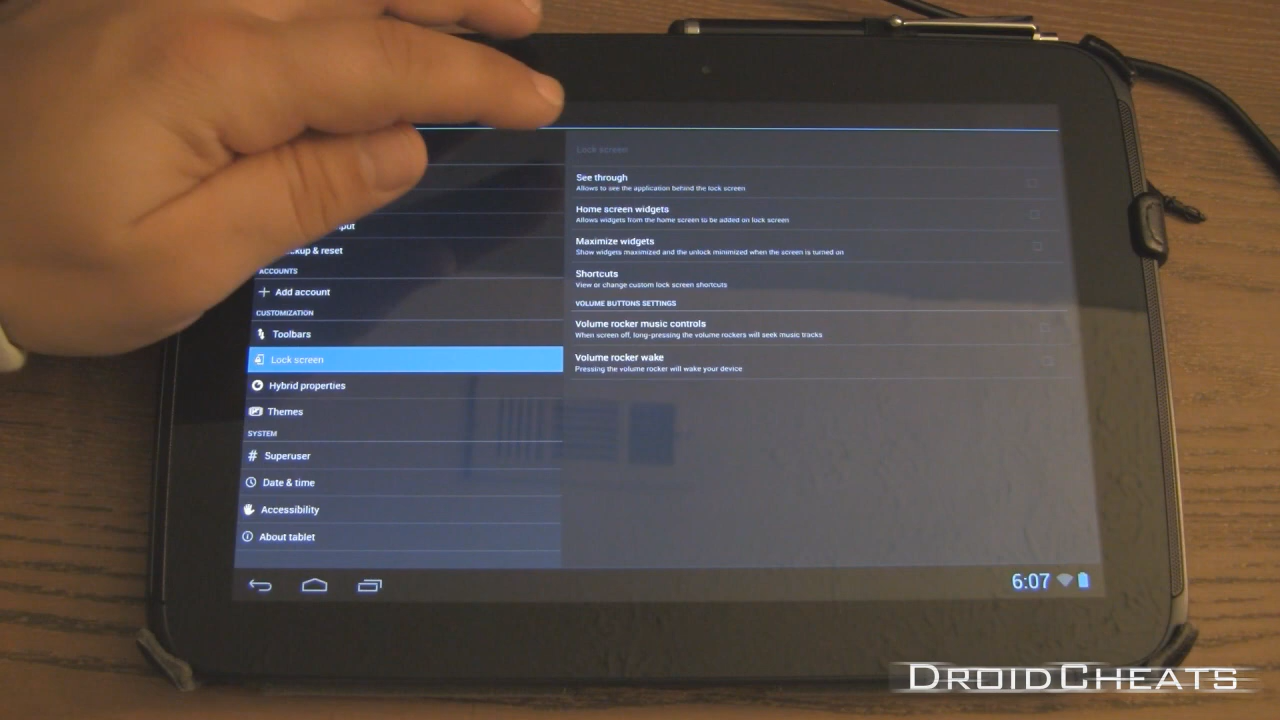 ckup & reset
ACCOUNTS
Add account
CUSTOMIZATION
Toolbars
Lock screen
Hybrid properties
Themes
SYSTEM
Superuser
Date & time
Accessibility
About tablet
Lock screen
See through
Allows to see the application behind the lock screen
Home screen widgets
Allows widgets from the home screen to be added on lock screen
Maximize widgets
Show widgets maximized and the unlock minimized when the screen is turned on
Shortcuts
View or change custom lock screen shortcuts
VOLUME BUTTONS SETTINGS
Volume rocker music controls
When screen off, long-pressing the volume rockers will seek music tracks
Volume rocker wake
Pressing the volume rocker will wake your device
6:07
DROIDCHEATS